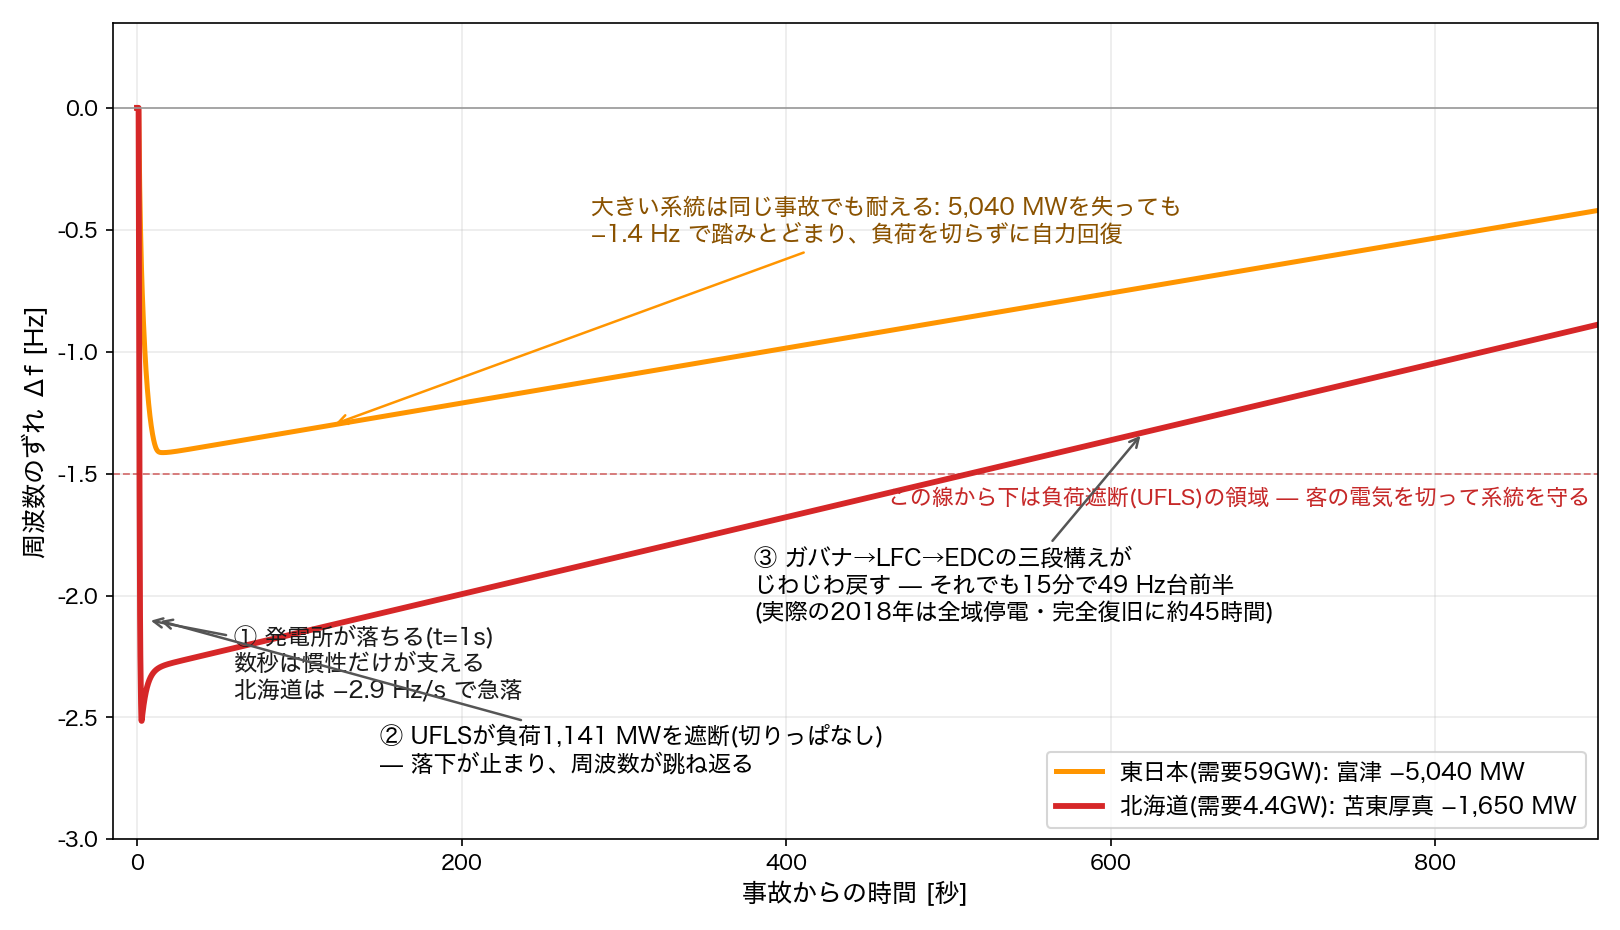 0.0
-0.5
-1.0
-1.5
-2.0
-2.5
-3.0
周波数のずれ Δf [Hz]
大きい系統は同じ事故でも耐える: 5,040 MWを失っても
−1.4 Hz で踏みとどまり、負荷を切らずに自力回復
この線から下は負荷遮断(UFLS)の領域 — 客の電気を切って系統を守る
③ ガバナ→LFC→EDCの三段構えが
じわじわ戻す — それでも15分で49 Hz台前半
(実際の2018年は全域停電・完全復旧に約45時間)
① 発電所が落ちる(t=1s)
数秒は慣性だけが支える
北海道は −2.9 Hz/s で急落
② UFLSが負荷1,141 MWを遮断(切りっぱなし)
— 落下が止まり、周波数が跳ね返る
東日本(需要59GW): 富津 −5,040 MW
北海道(需要4.4GW): 苫東厚真 −1,650 MW
0 200 400 600 800
事故からの時間 [秒]